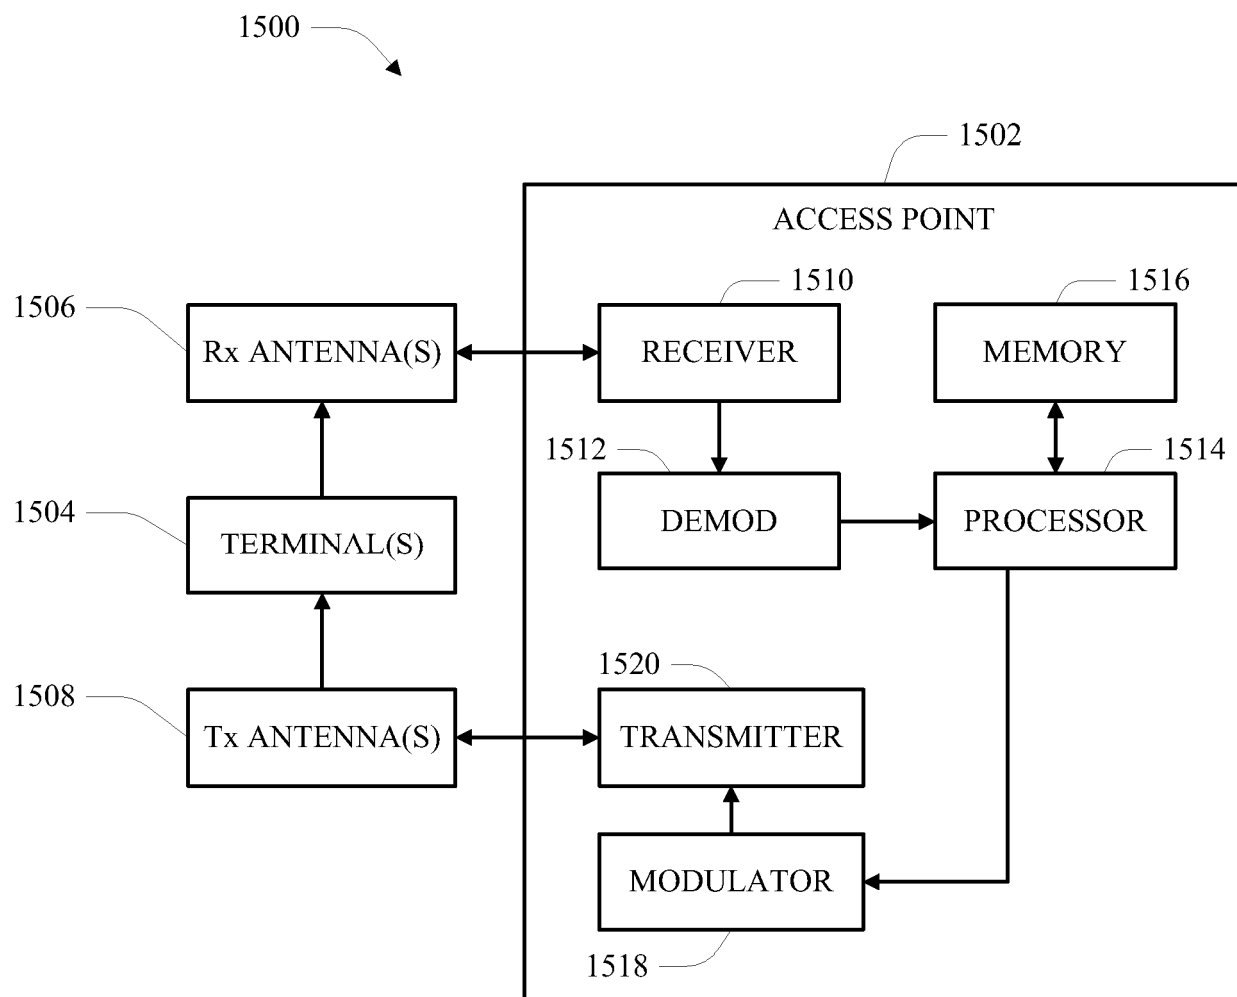 1500
1502
ACCESS POINT
1506
1510
1516
Rx ANTENNA(S)
RECEIVER
MEMORY
1512
1514
1504
TERMINAL(S)
DEMOD
PROCESSOR
1508
1520
Tx ANTENNA(S)
TRANSMITTER
MODULATOR
1518